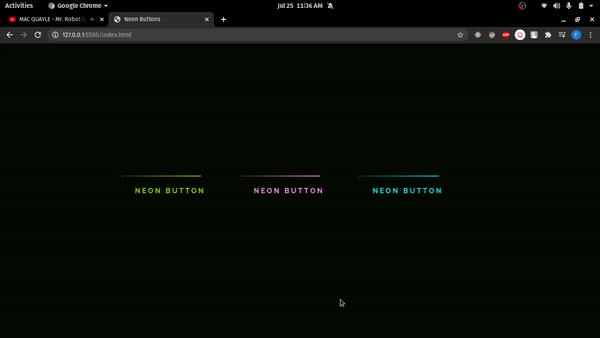 Activities Google Chrome Jul 25 11:36 AM
MAC QUAYLE - Mr. Robot Neon Buttons
127.0.0.1:5500/index.html
NEON BUTTON NEON BUTTON NEON BUTTON